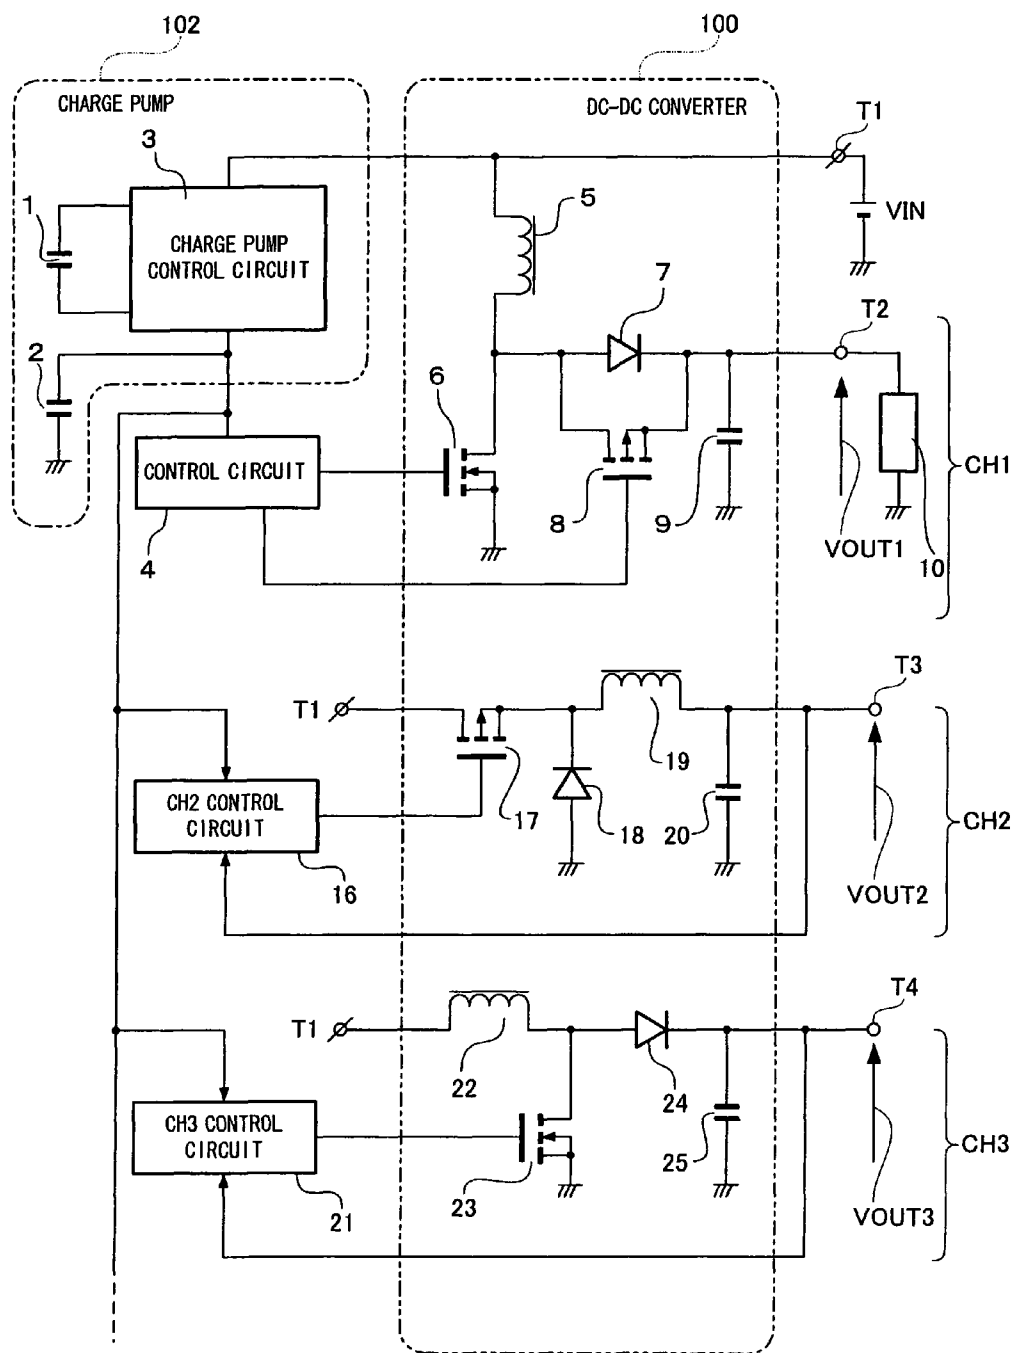 102
100
CHARGE PUMP
DC-DC CONVERTER
T1
3
1
5
VIN
CHARGE PUMP
CONTROL CIRCUIT
7
T2
2
6
CONTROL CIRCUIT
8
9
CH1
4
VOUT1
10
T3
T1
19
CH2 CONTROL
CIRCUIT
17
18
20
CH2
16
VOUT2
T4
T1
22
24
CH3 CONTROL
CIRCUIT
25
CH3
21
23
VOUT3